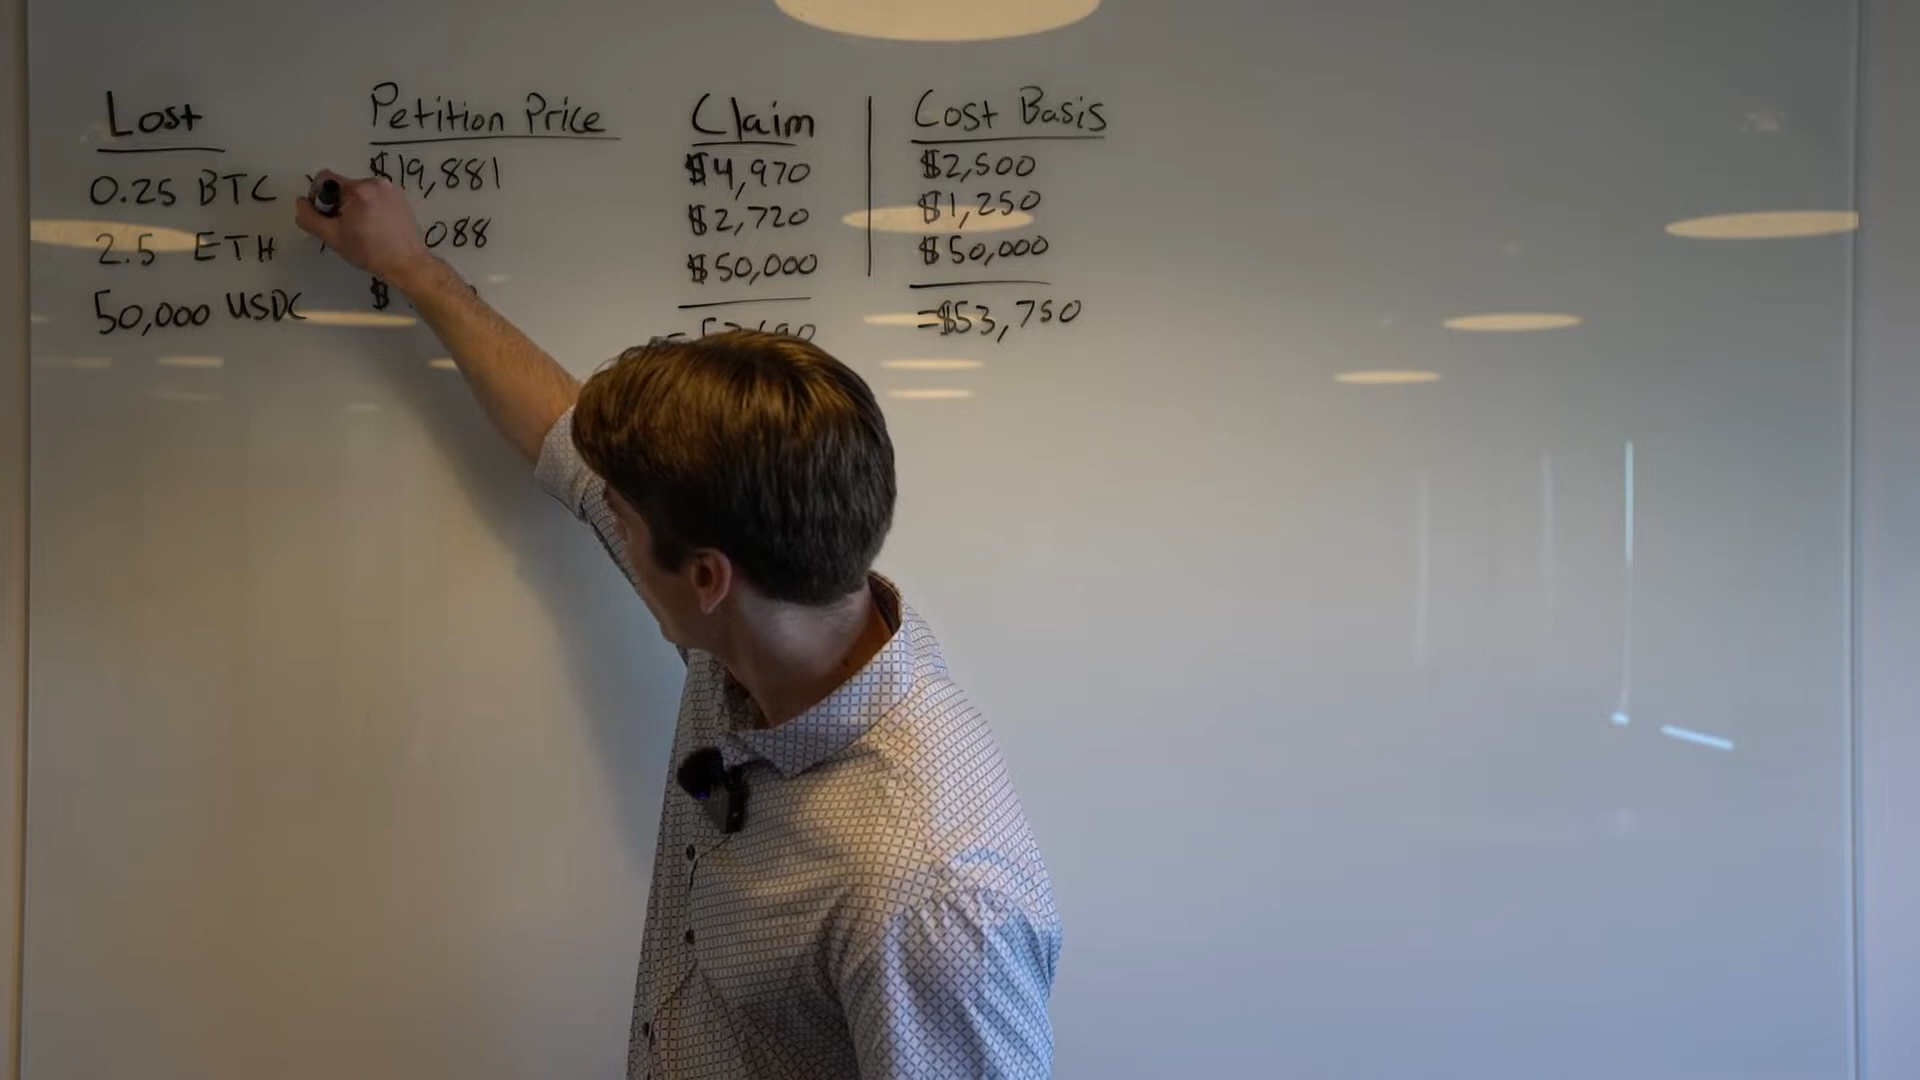 Lost
Petition Price
Claim
Cost Basis
0.25 BTC
$19,881
$4,970
$2,500
2.5 ETH
088
$2,720
$1,250
50,000 USDC
$
$50,000
$50,000
=$53,750